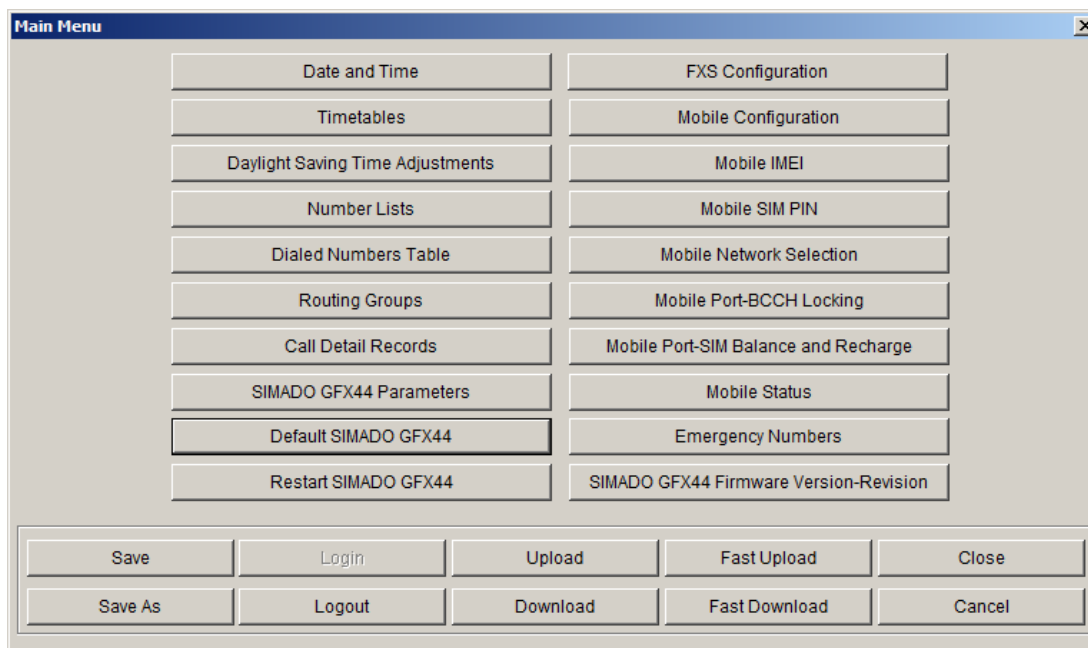 Main Menu
Date and Time
FXS Configuration
Timetables
Mobile Configuration
Daylight Saving Time Adjustments
Mobile IMEI
Number Lists
Mobile SIM PIN
Dialed Numbers Table
Mobile Network Selection
Routing Groups
Mobile Port-BCCH Locking
Call Detail Records
Mobile Port-SIM Balance and Recharge
SIMADO GFX44 Parameters
Mobile Status
Default SIMADO GFX44
Emergency Numbers
Restart SIMADO GFX44
SIMADO GFX44 Firmware Version-Revision
Save
Login
Upload
Fast Upload
Close
Save As
Logout
Download
Fast Download
Cancel